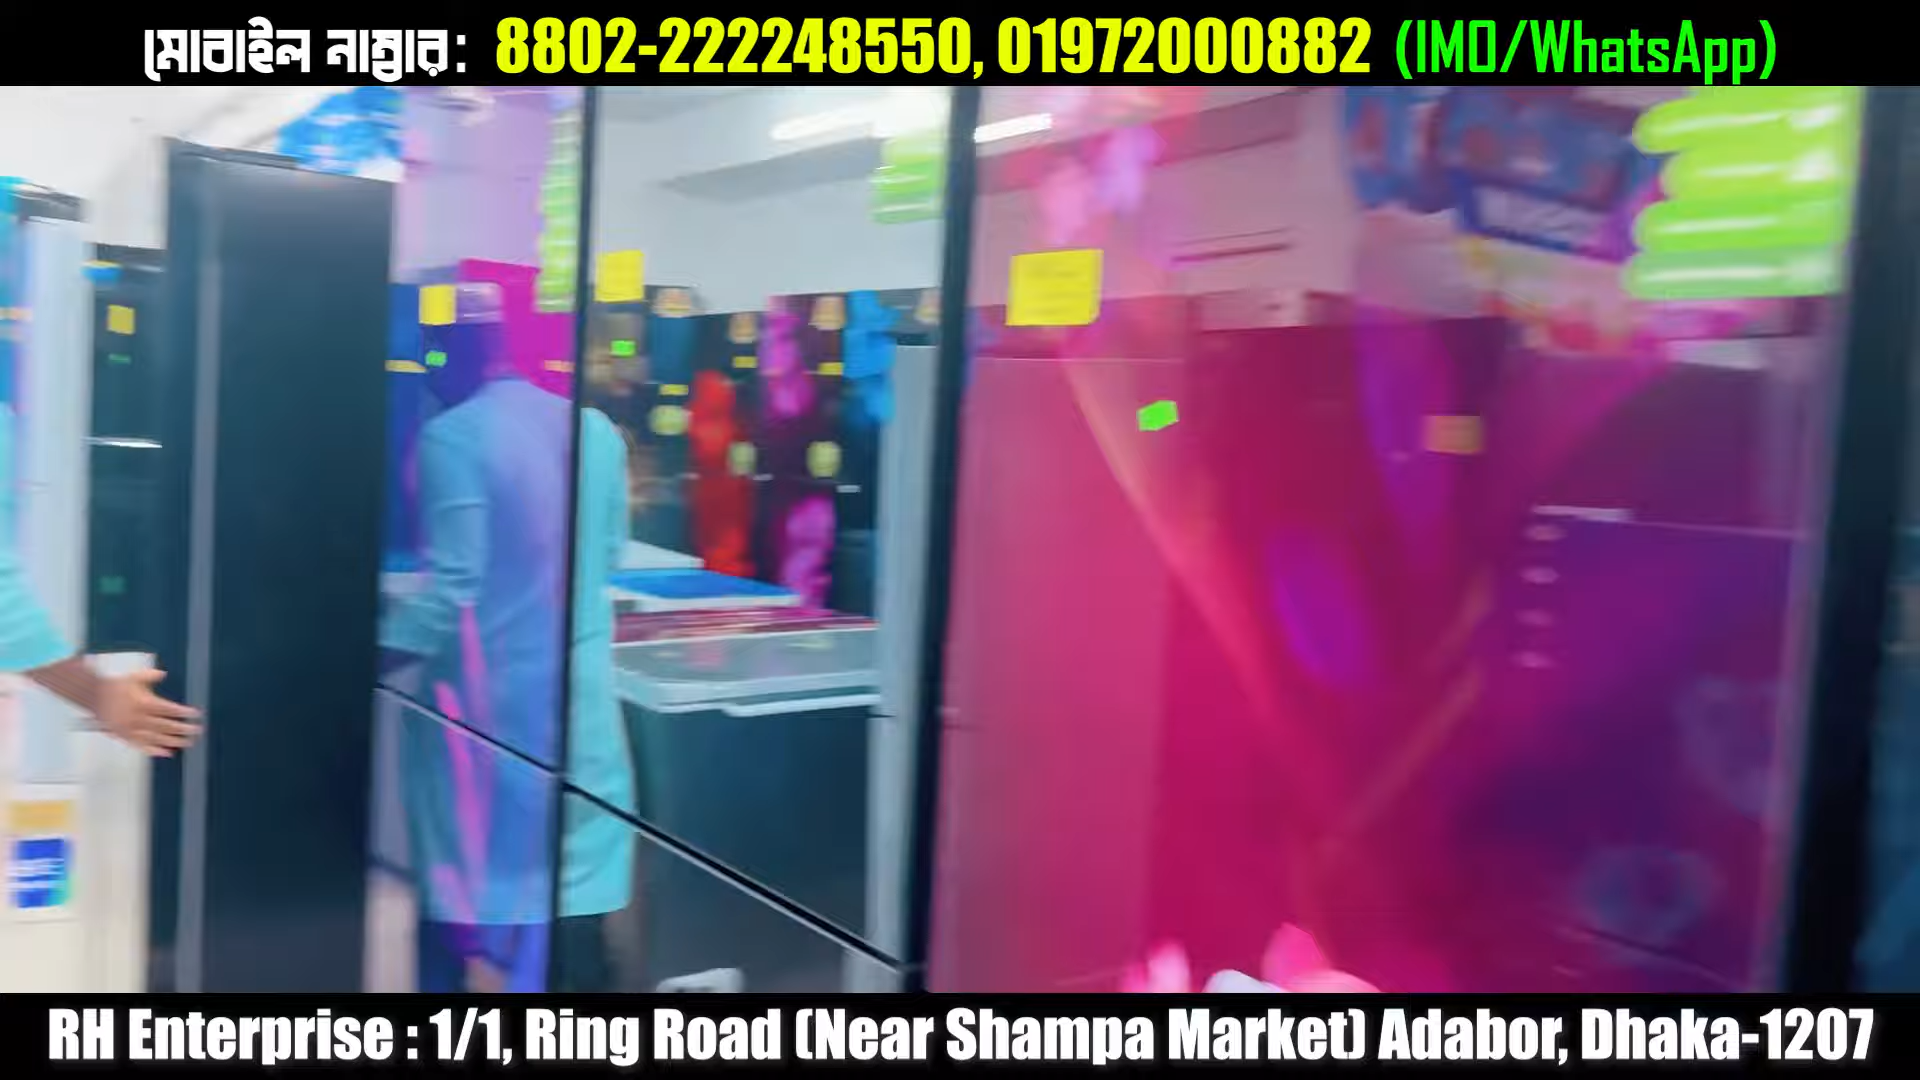 মোবাইল নাম্বার: 8802-222248550, 01972000882 (IMO/WhatsApp)
RH Enterprise : 1/1, Ring Road (Near Shampa Market) Adabor, Dhaka-1207